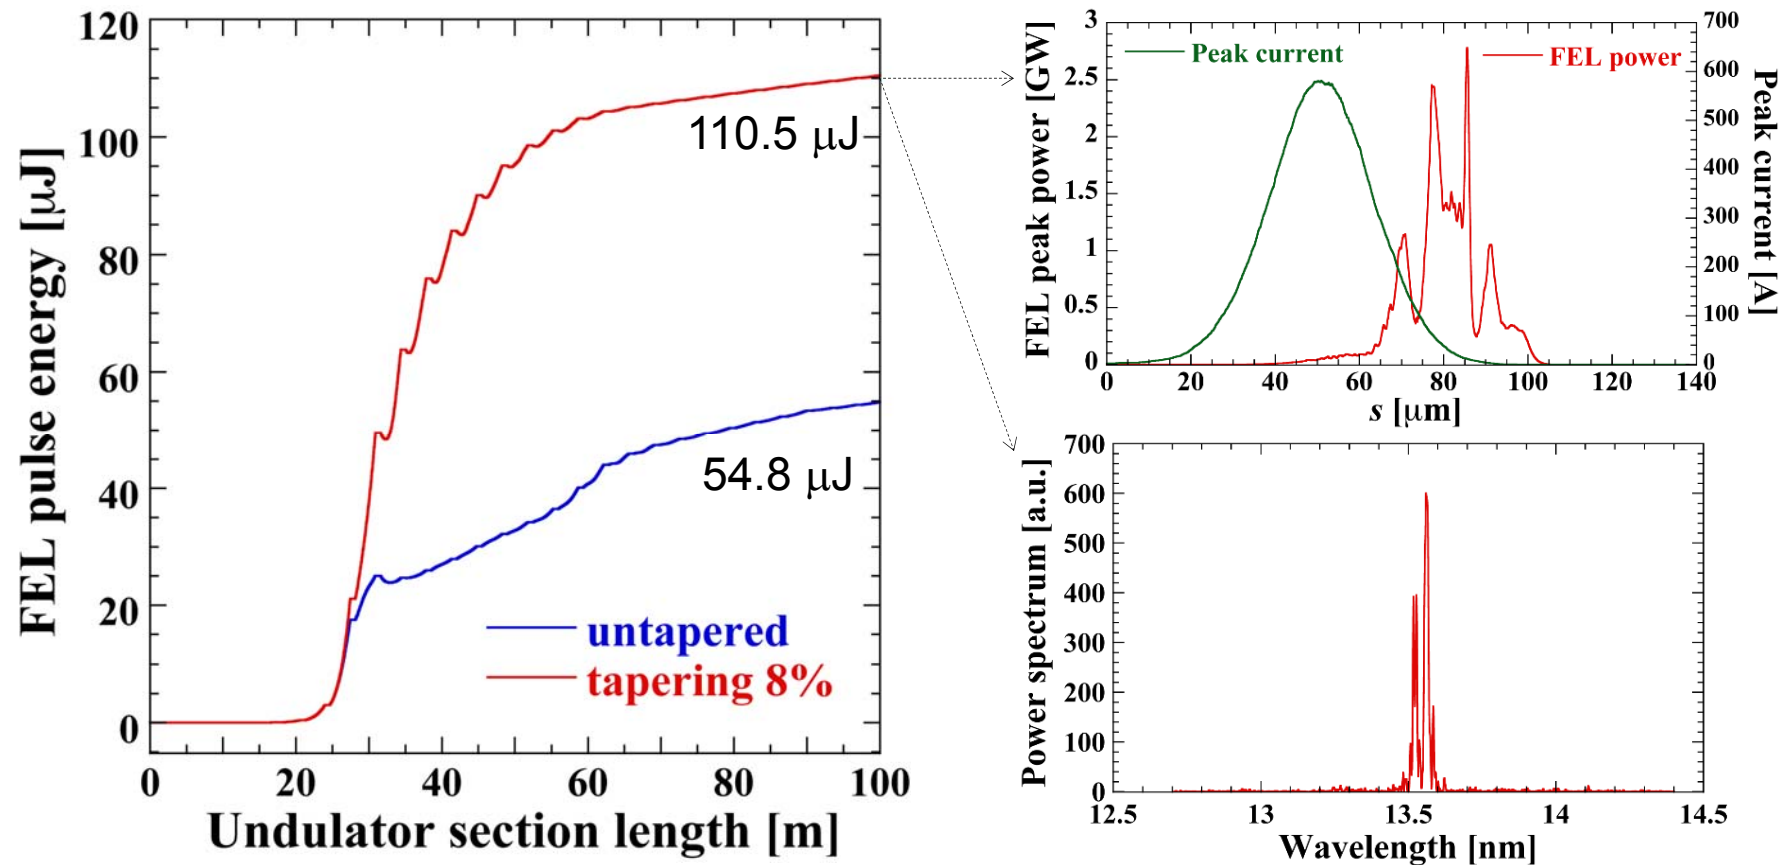 FEL pulse energy [μJ]
120
100
80
60
40
20
0
110.5 μJ
54.8 μJ
untapered
tapering 8%
0 20 40 60 80 100
Undulator section length [m]
FEL peak power [GW]
3
2.5
2
1.5
1
0.5
0
Peak current
FEL power
700
600
500
400
300
200
100
0
Peak current [A]
0 20 40 60 80 100 120 140
s [μm]
Power spectrum [a.u.]
700
600
500
400
300
200
100
0
12.5 13 13.5 14 14.5
Wavelength [nm]